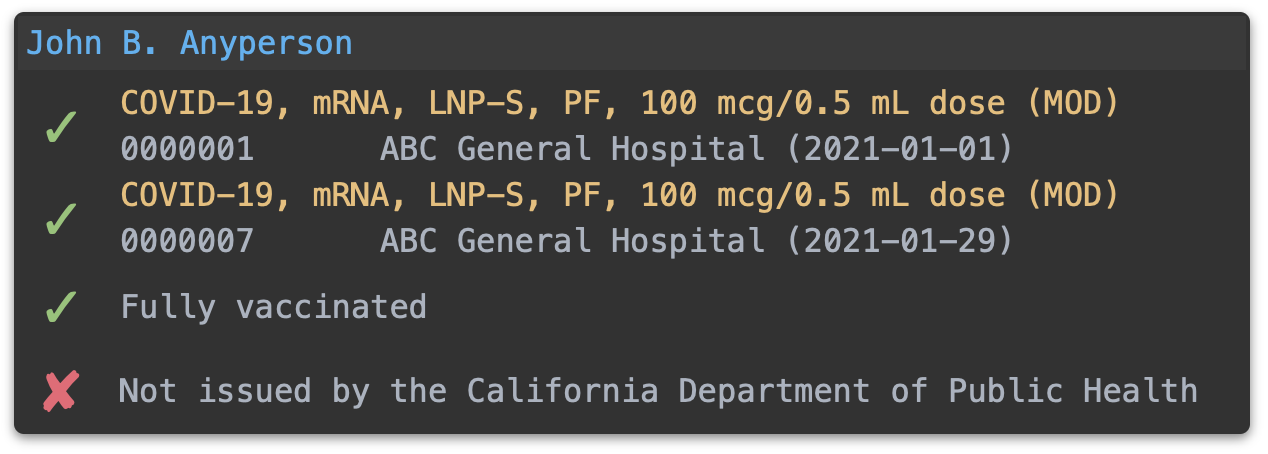 John B. Anyperson
✓ COVID-19, mRNA, LNP-S, PF, 100 mcg/0.5 mL dose (MOD)
0000001 ABC General Hospital (2021-01-01)
✓ COVID-19, mRNA, LNP-S, PF, 100 mcg/0.5 mL dose (MOD)
0000007 ABC General Hospital (2021-01-29)
✓ Fully vaccinated
✘ Not issued by the California Department of Public Health